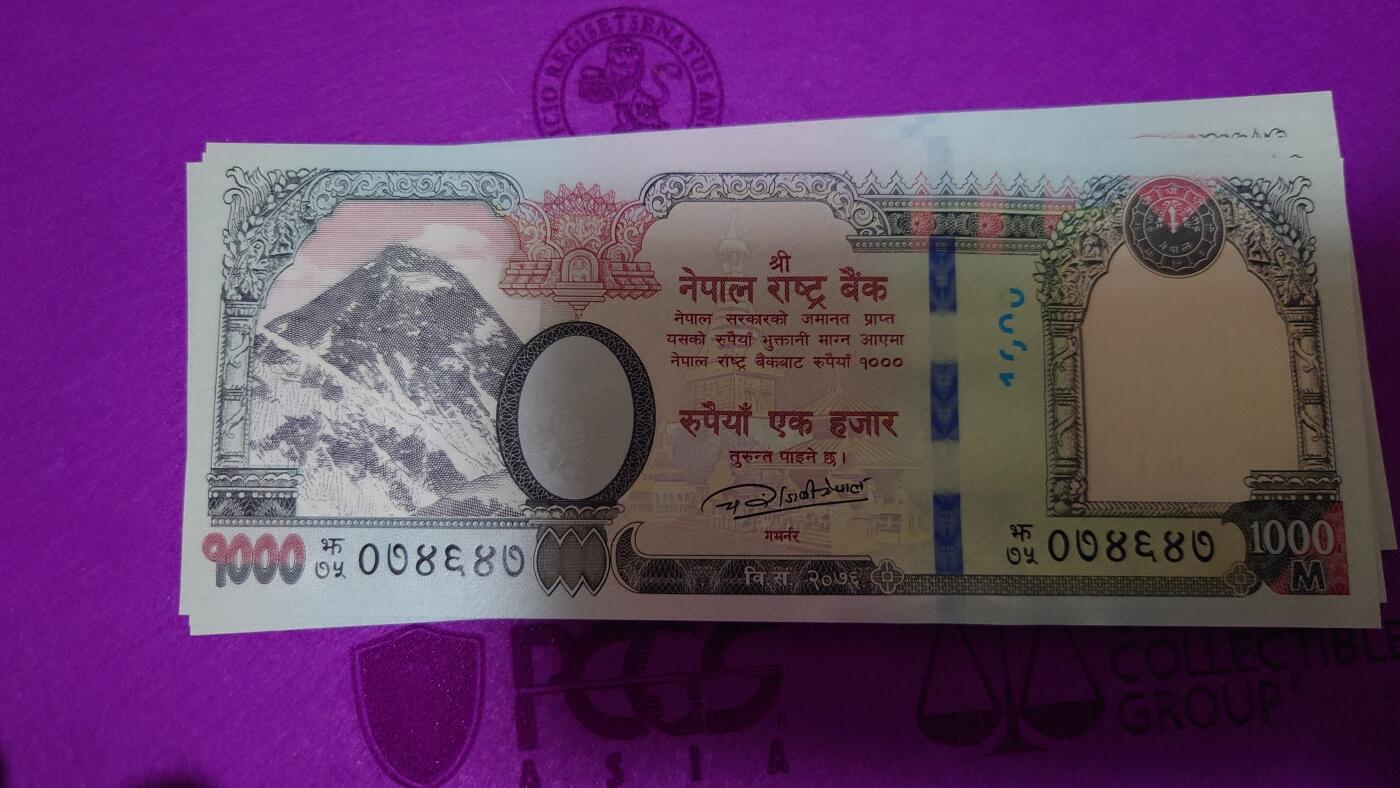 श्री
नेपाल राष्ट्र बैंक
नेपाल सरकारको जमानत प्राप्त
यसको रुपैयाँ भुक्तानी माग्न आएमा
नेपाल राष्ट्र बैंकबाट रुपैयाँ १०००
रुपैयाँ एक हजार
तुरुन्त पाइने छ।
गभर्नर
१०००
झ
७५ ०७४६४७
वि.सं. २०७६
झ
७५ ०७४६४७
1000
M
PCGS
ASIA
COLLECTIBLE
GROUP